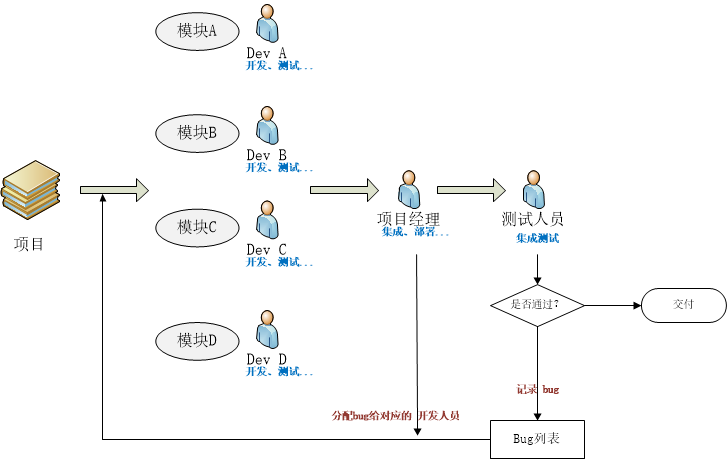 模块A
Dev A
开发、测试...
模块B
Dev B
开发、测试...
项目
模块C
Dev C
开发、测试...
项目经理
集成、部署...
测试人员
集成测试
模块D
Dev D
开发、测试...
是否通过?
交付
记录 bug
分配bug给对应的 开发人员
Bug列表